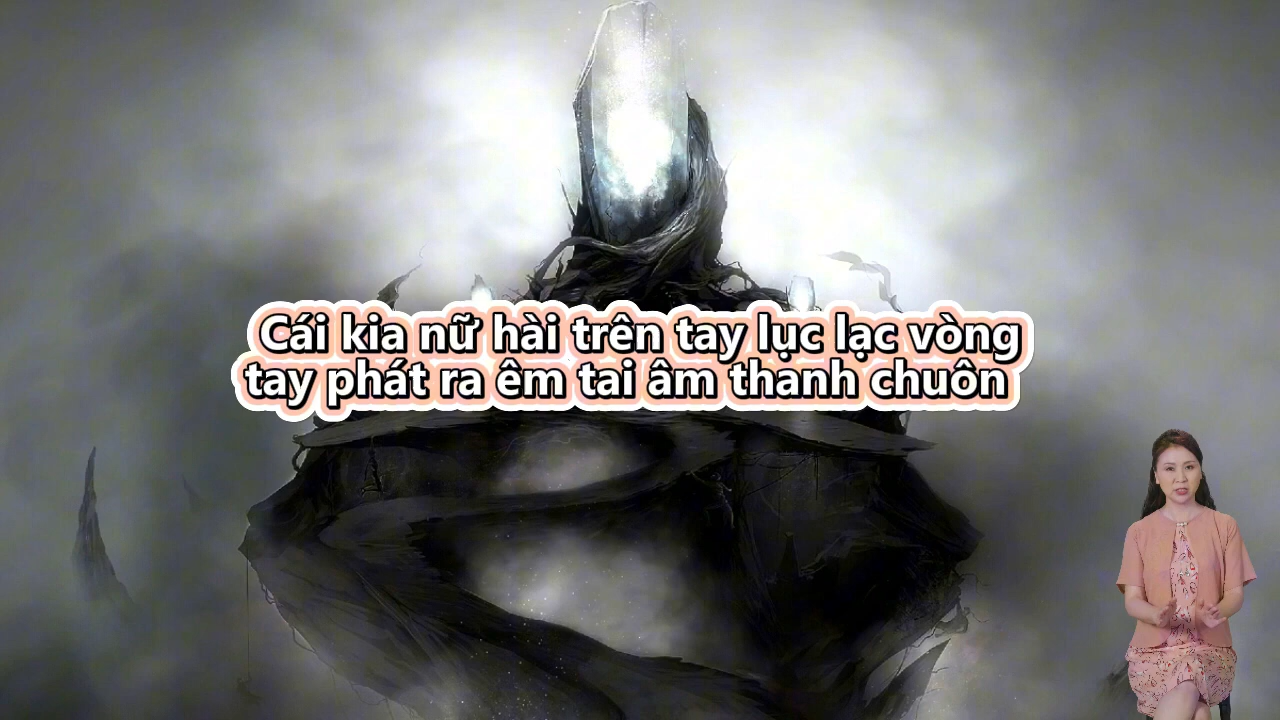 Cái kia nữ hài trên tay lục lạc vòng
tay phát ra êm tai âm thanh chuôn